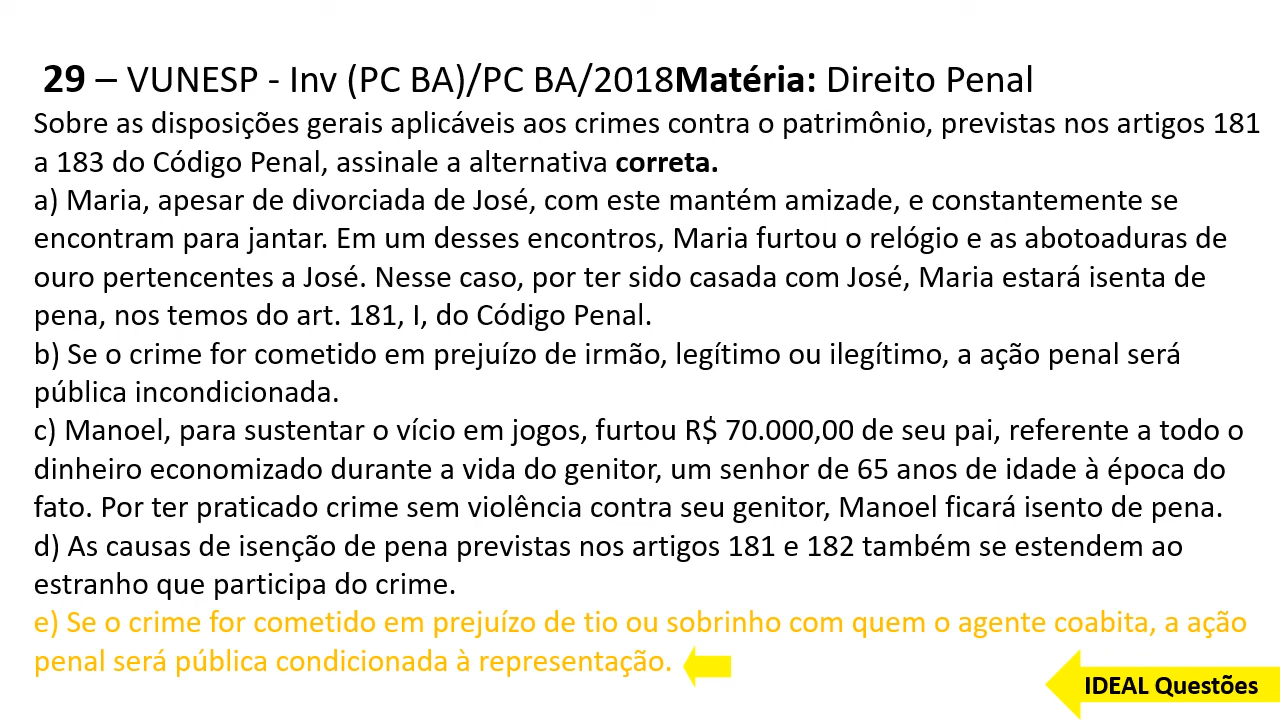 29 – VUNESP - Inv (PC BA)/PC BA/2018Matéria: Direito Penal
Sobre as disposições gerais aplicáveis aos crimes contra o patrimônio, previstas nos artigos 181
a 183 do Código Penal, assinale a alternativa correta.
a) Maria, apesar de divorciada de José, com este mantém amizade, e constantemente se
encontram para jantar. Em um desses encontros, Maria furtou o relógio e as abotoaduras de
ouro pertencentes a José. Nesse caso, por ter sido casada com José, Maria estará isenta de
pena, nos temos do art. 181, I, do Código Penal.
b) Se o crime for cometido em prejuízo de irmão, legítimo ou ilegítimo, a ação penal será
pública incondicionada.
c) Manoel, para sustentar o vício em jogos, furtou R$ 70.000,00 de seu pai, referente a todo o
dinheiro economizado durante a vida do genitor, um senhor de 65 anos de idade à época do
fato. Por ter praticado crime sem violência contra seu genitor, Manoel ficará isento de pena.
d) As causas de isenção de pena previstas nos artigos 181 e 182 também se estendem ao
estranho que participa do crime.
e) Se o crime for cometido em prejuízo de tio ou sobrinho com quem o agente coabita, a ação
penal será pública condicionada à representação.
IDEAL Questões